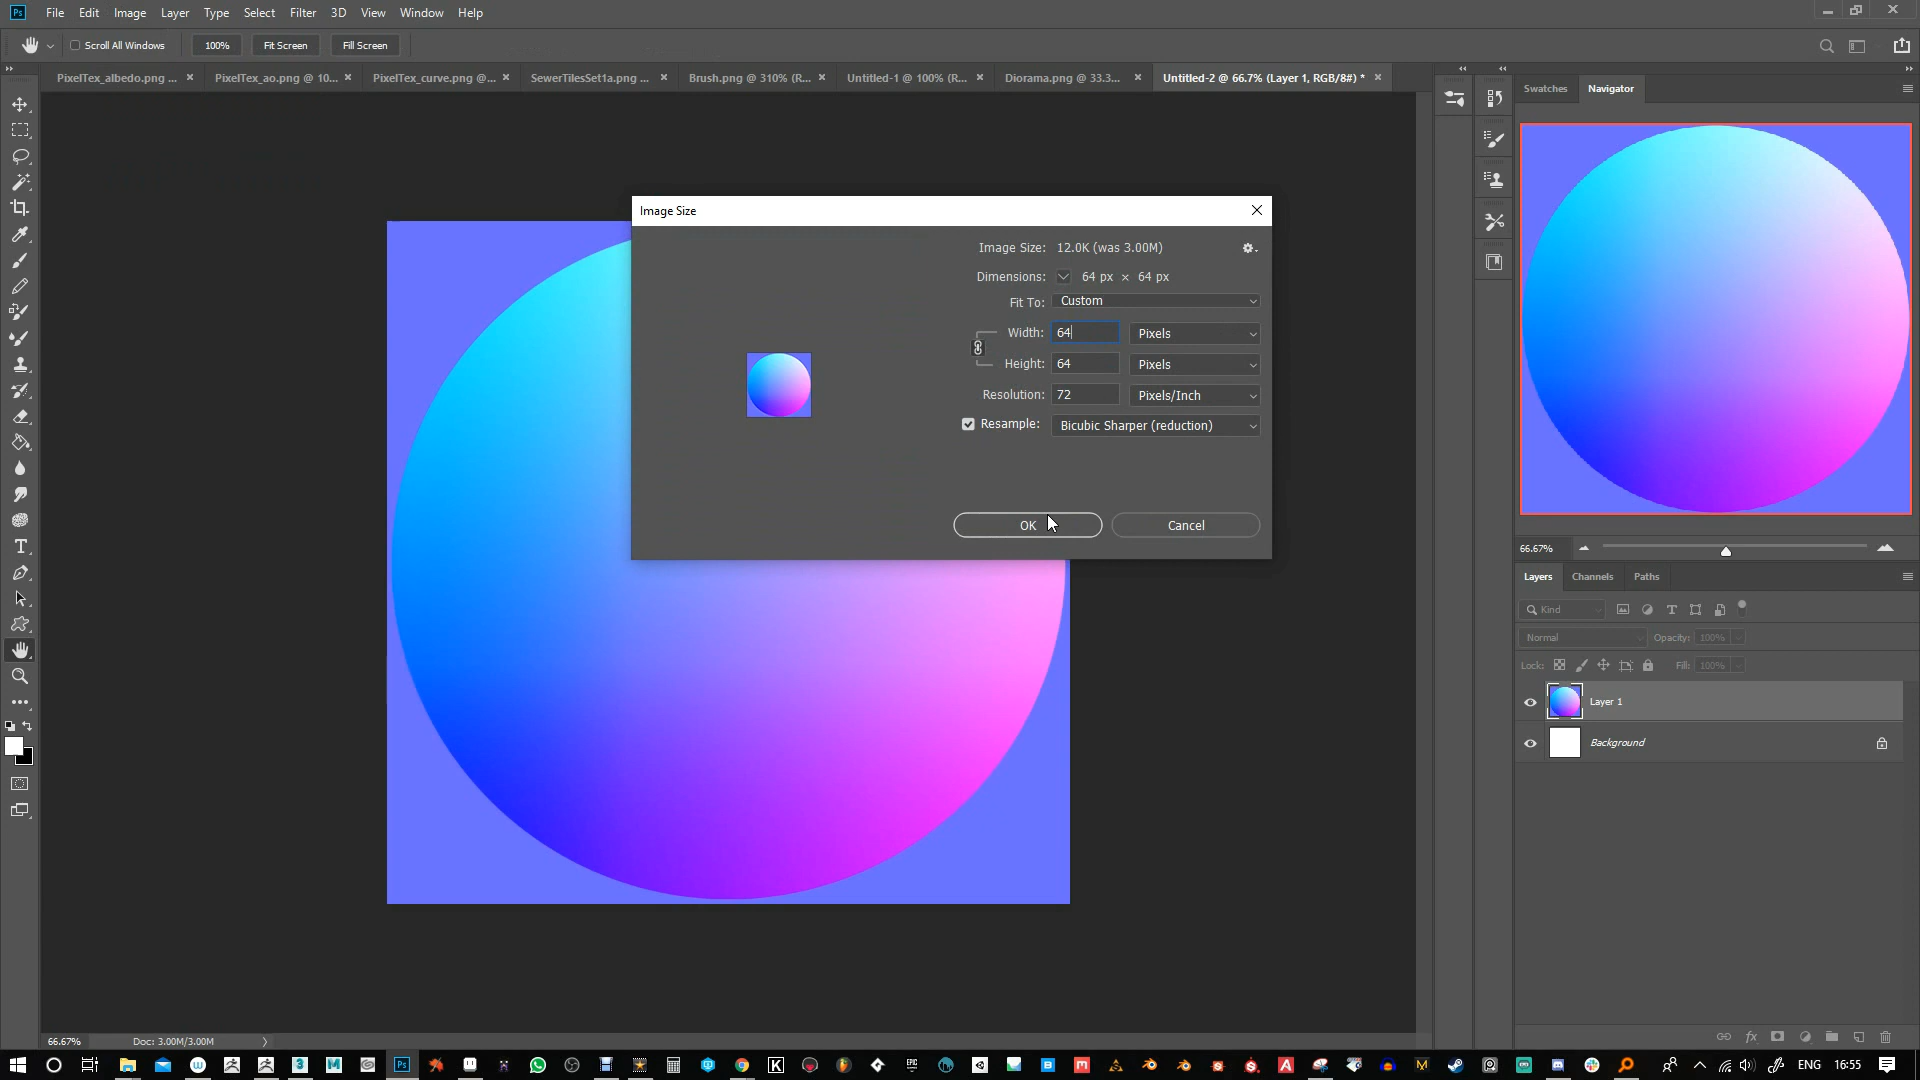 Ps File Edit Image Layer Type Select Filter 3D View Window Help
Scroll All Windows 100% Fit Screen Fill Screen
PixelTex_albedo.png ... PixelTex_ao.png @ 10... PixelTex_curve.png @... SewerTilesSet1a.png ... Brush.png @ 310% (R... Untitled-1 @ 100% (R... Diorama.png @ 33.3... Untitled-2 @ 66.7% (Layer 1, RGB/8#) *
Swatches Navigator
Image Size
Image Size: 12.0K (was 3.00M)
Dimensions: 64 px × 64 px
Fit To: Custom
Width: 64 Pixels
Height: 64 Pixels
Resolution: 72 Pixels/Inch
Resample: Bicubic Sharper (reduction)
OK Cancel
66.67%
Layers Channels Paths
Kind
Normal Opacity: 100%
Lock: Fill: 100%
Layer 1
Background
66.67% Doc: 3.00M/3.00M
ENG 16:55